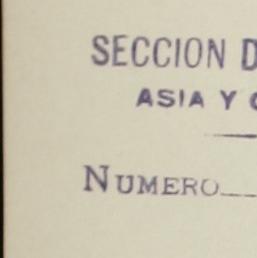 SECCION D
ASIA Y
NUMERO